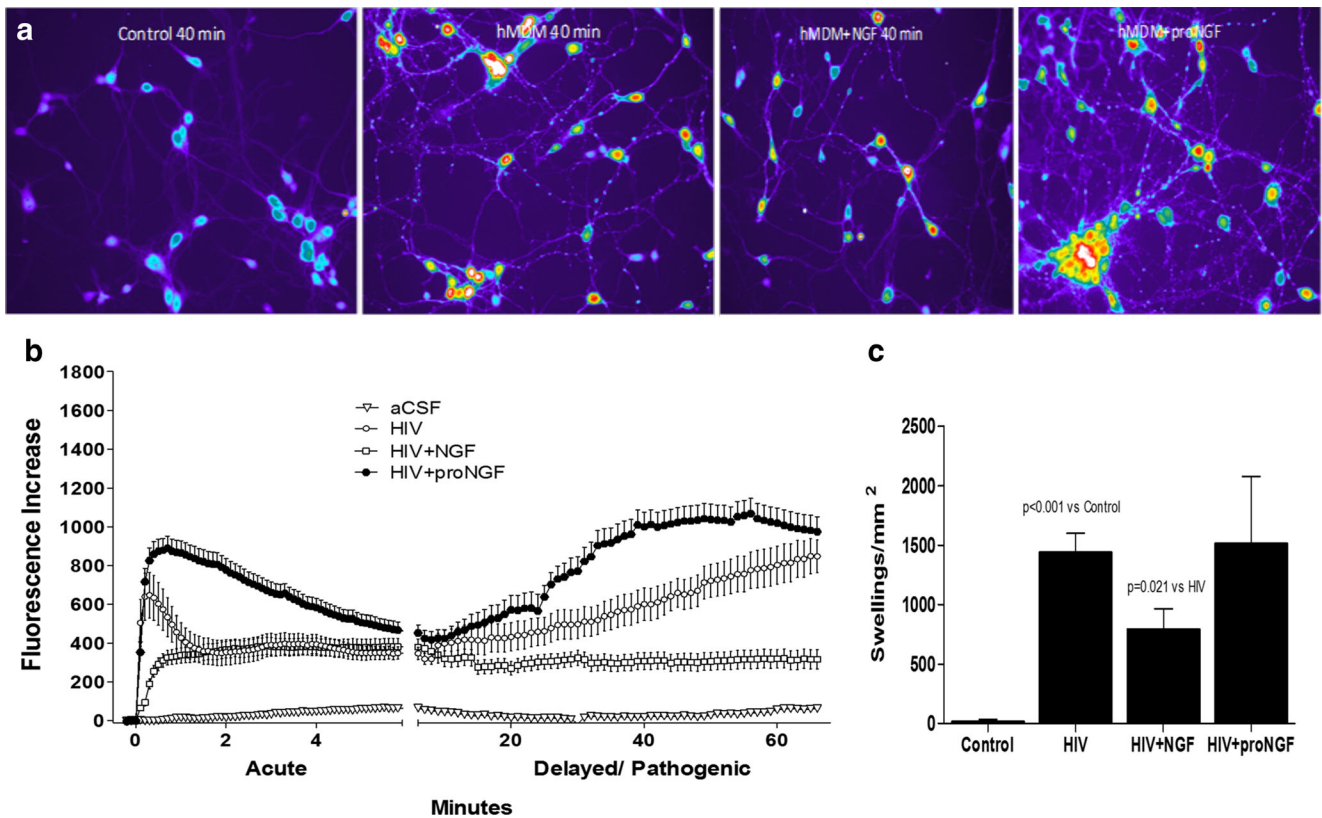 a
Control 40 min
hMDM 40 min
hMDM+NGF 40 min
hMDM+proNGF
b
Fluorescence Increase
1800
1600
1400
1200
1000
800
600
400
200
0
aCSF
HIV
HIV+NGF
HIV+proNGF
0 2 4 20 40 60
Acute Delayed/ Pathogenic
Minutes
c
Swellings/mm 2
2500
2000
1500
1000
500
0
p<0.001 vs Control
p=0.021 vs HIV
Control HIV HIV+NGF HIV+proNGF